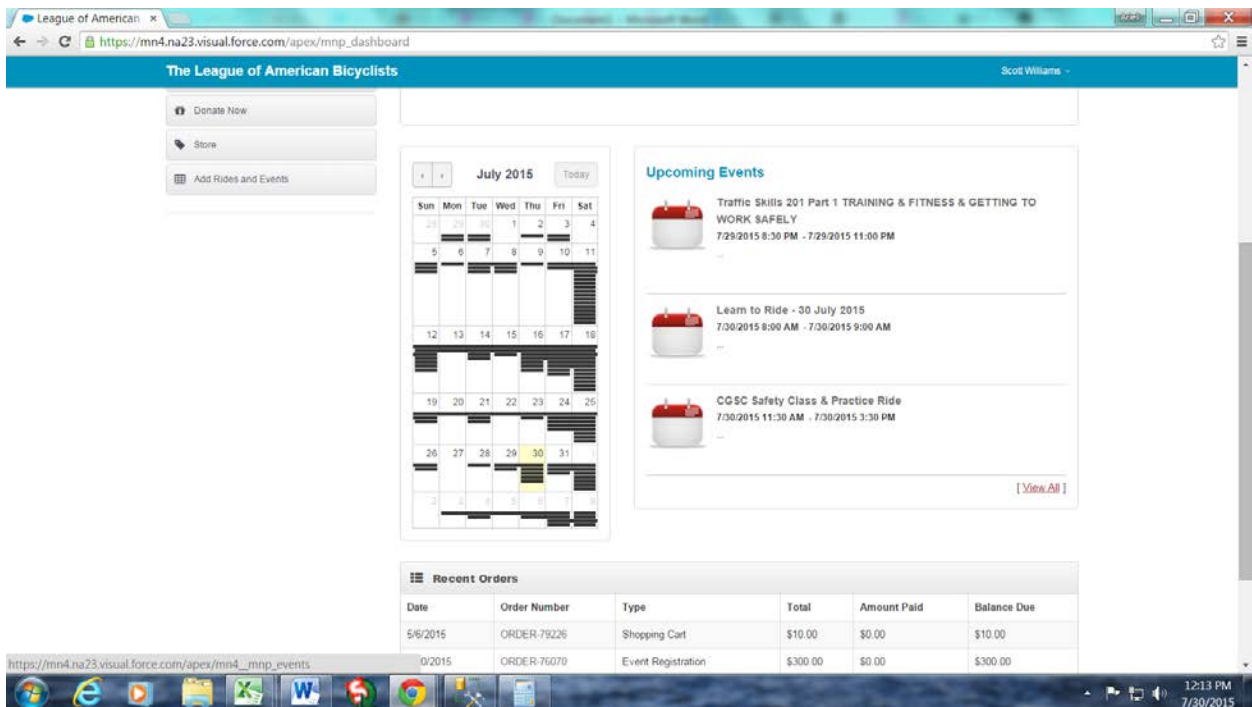 League of American
https://mn4.na23.visual.force.com/apex/mnp_dashboard
The League of American Bicyclists
Scott Williams
Donate Now
Store
Add Rides and Events
July 2015
Today
Sun Mon Tue Wed Thu Fri Sat
28 29 30 1 2 3 4
5 6 7 8 9 10 11
12 13 14 15 16 17 18
19 20 21 22 23 24 25
26 27 28 29 30 31 1
2 3 4 5 6 7 8
Upcoming Events
Traffic Skills 201 Part 1 TRAINING & FITNESS & GETTING TO
WORK SAFELY
7/29/2015 8:30 PM - 7/29/2015 11:00 PM
...
Learn to Ride - 30 July 2015
7/30/2015 8:00 AM - 7/30/2015 9:00 AM
...
CGSC Safety Class & Practice Ride
7/30/2015 11:30 AM - 7/30/2015 3:30 PM
...
[ View All ]
Recent Orders
Date Order Number Type Total Amount Paid Balance Due
5/6/2015 ORDER-79226 Shopping Cart $10.00 $0.00 $10.00
0/2015 ORDER-76070 Event Registration $300.00 $0.00 $300.00
https://mn4.na23.visual.force.com/apex/mn4__mnp_events
12:13 PM
7/30/2015